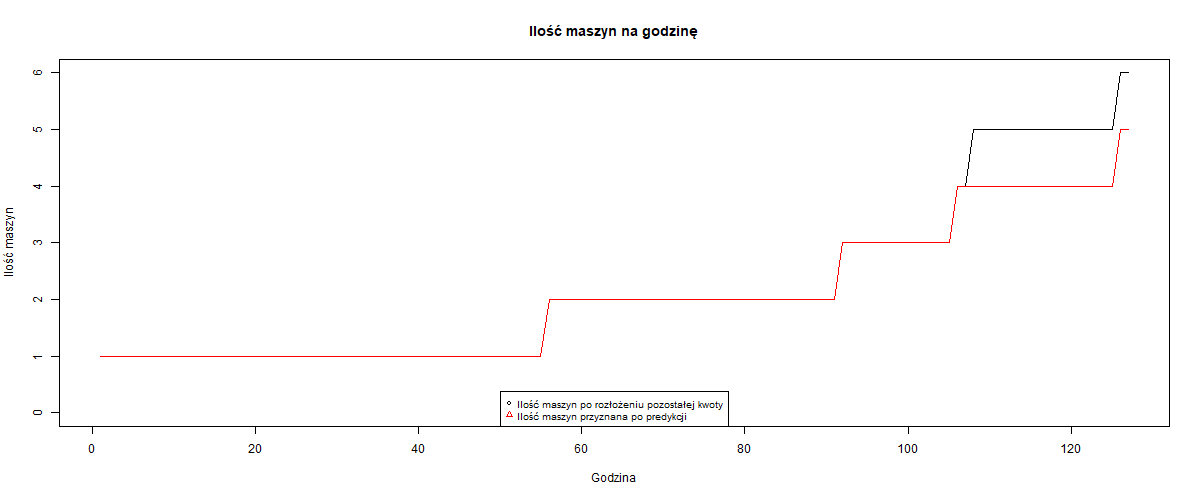 Ilość maszyn na godzinę
Ilość maszyn
6
5
4
3
2
1
0
Ilość maszyn po rozłożeniu pozostałej kwoty
Ilość maszyn przyznana po predykcji
0 20 40 60 80 100 120
Godzina